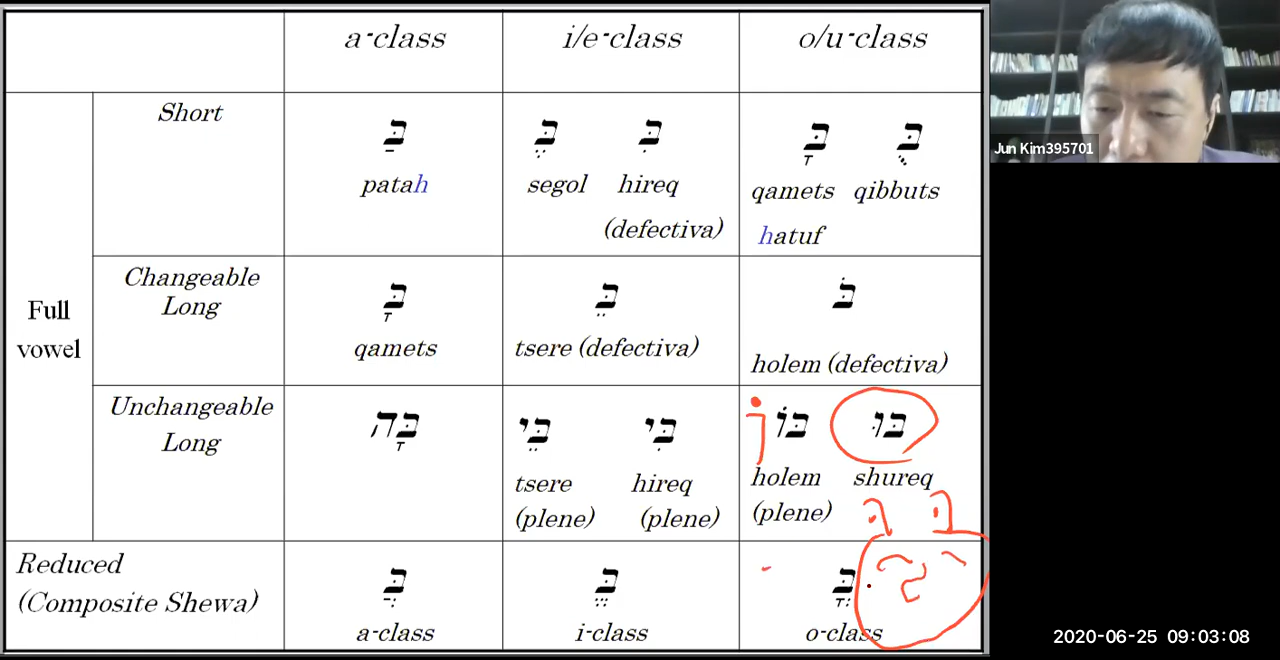 a-class i/e-class o/u-class
Short
בַּ
patah
בֶּ בִּ
segol hireq
(defectiva)
בָּ בֻּ
qamets qibbuts
hatuf
Full
vowel
Changeable
Long
בָּ
qamets
בֵּ
tsere (defectiva)
בֹּ
holem (defectiva)
Unchangeable
Long
בָּה
בֵּי בִּי
tsere hireq
(plene) (plene)
בּוֹ בּוּ
holem shureq
(plene)
Reduced
(Composite Shewa)
בֲּ
a-class
בֱּ
i-class
בֳּ
o-class
Jun Kim395701
2020-06-25 09:03:08